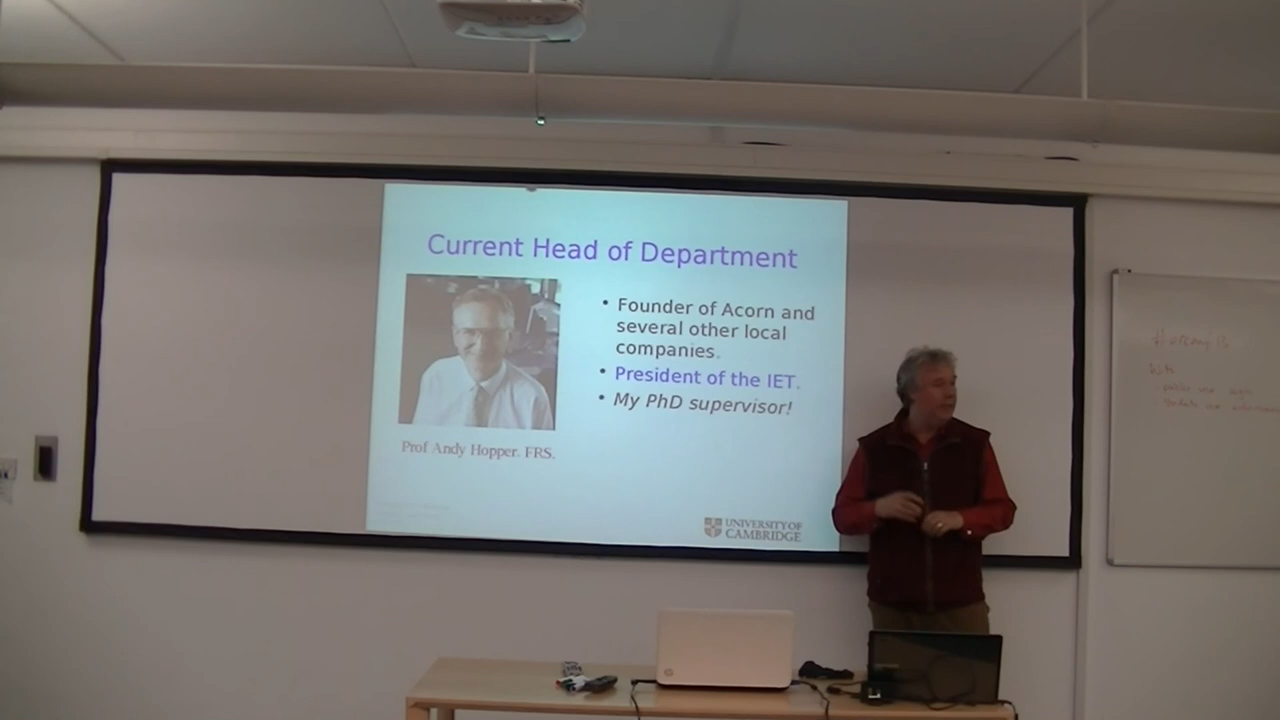 Current Head of Department
• Founder of Acorn and
several other local
companies.
• President of the IET.
• My PhD supervisor!
Prof Andy Hopper. FRS.
UNIVERSITY OF
CAMBRIDGE